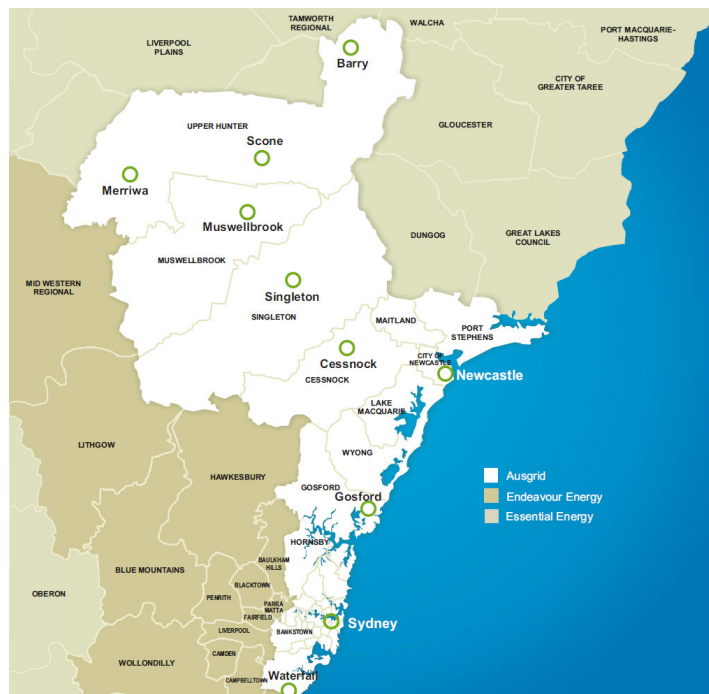 TAMWORTH
REGIONAL
WALCHA
PORT MACQUARIE-
HASTINGS
LIVERPOOL
PLAINS
Barry
CITY OF
GREATER TAREE
UPPER HUNTER
GLOUCESTER
Scone
Merriwa
Muswellbrook
DUNGOG
GREAT LAKES
COUNCIL
MUSWELLBROOK
MID WESTERN
REGIONAL
Singleton
SINGLETON
MAITLAND
PORT
STEPHENS
Cessnock
CITY OF
NEWCASTLE
CESSNOCK
Newcastle
LAKE
MACQUARIE
LITHGOW
WYONG
HAWKESBURY
Ausgrid
GOSFORD
Gosford
Endeavour Energy
Essential Energy
HORNSBY
BAULKHAM
HILLS
BLUE MOUNTAINS
BLACKTOWN
OBERON
PENRITH
PARRA
MATTA
FAIRFIELD
Sydney
LIVERPOOL
BANKSTOWN
WOLLONDILLY
CAMDEN
CAMPBELLTOWN
Waterfall